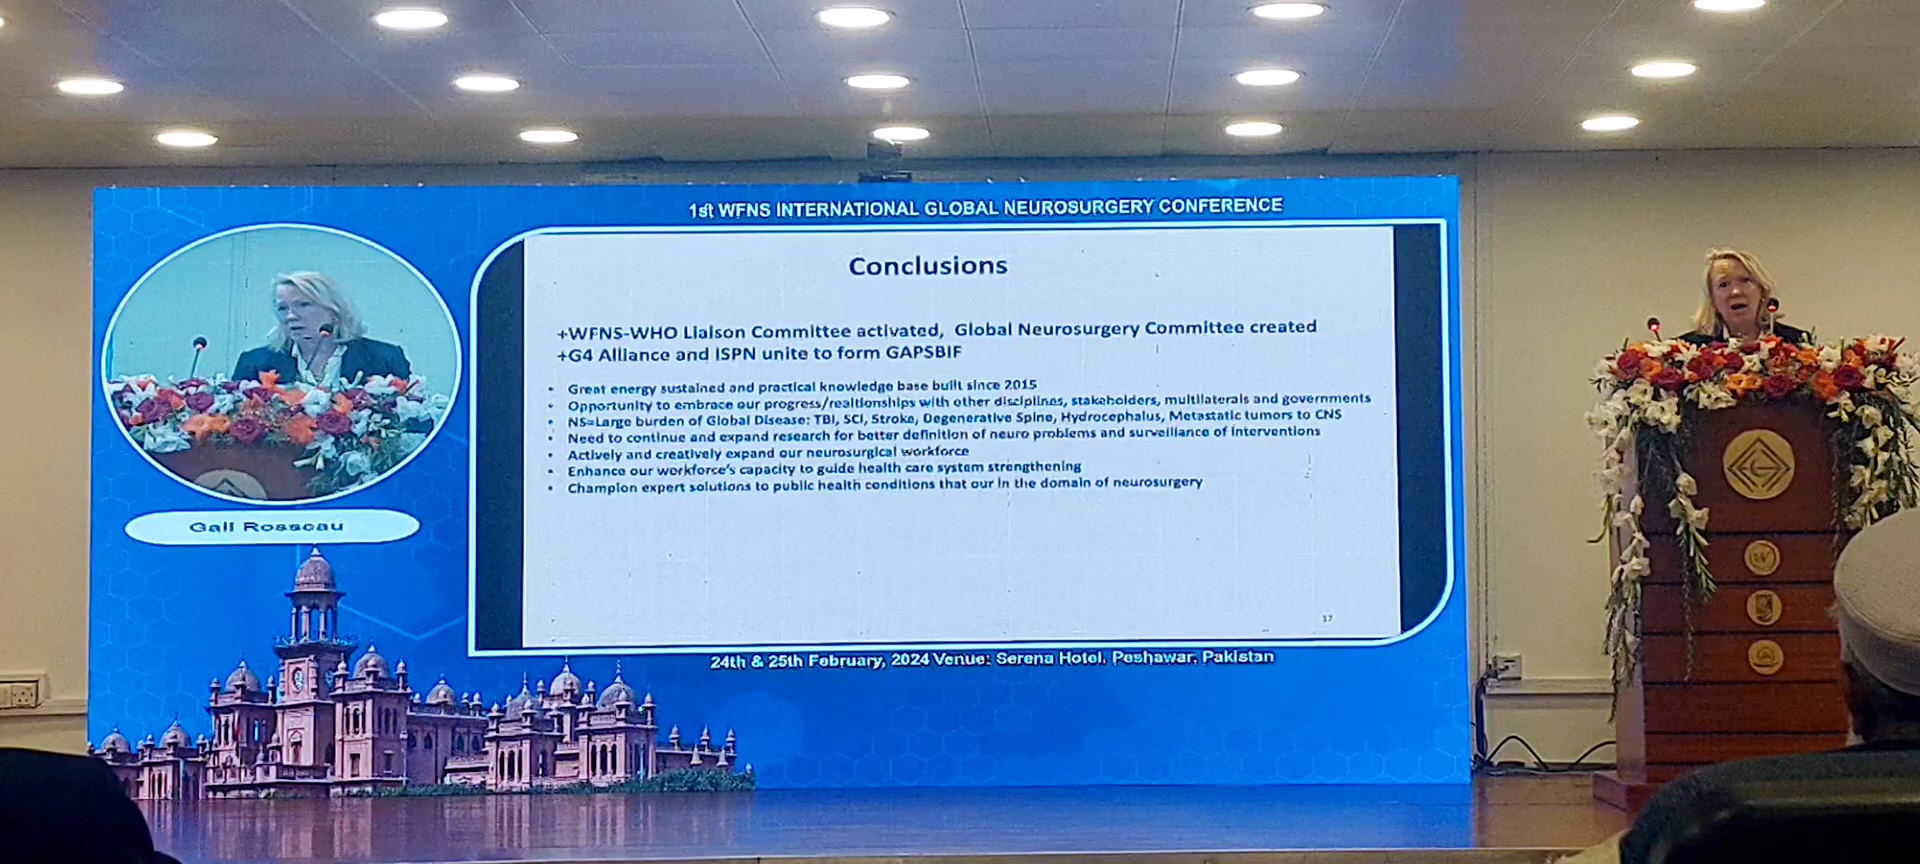 1st WFNS INTERNATIONAL GLOBAL NEUROSURGERY CONFERENCE
Conclusions
+WFNS-WHO Liaison Committee activated, Global Neurosurgery Committee created
+G4 Alliance and ISPN unite to form GAPSBIF
• Great energy sustained and practical knowledge base built since 2015
• Opportunity to embrace our progress/realtionships with other disciplines, stakeholders, multilaterals and governments
• NS=Large burden of Global Disease: TBI, SCI, Stroke, Degenerative Spine, Hydrocephalus, Metastatic tumors to CNS
• Need to continue and expand research for better definition of neuro problems and surveillance of interventions
• Actively and creatively expand our neurosurgical workforce
• Enhance our workforce's capacity to guide health care system strengthening
• Champion expert solutions to public health conditions that our in the domain of neurosurgery
17
Gail Rosseau
24th & 25th February, 2024 Venue: Serena Hotel, Peshawar, Pakistan